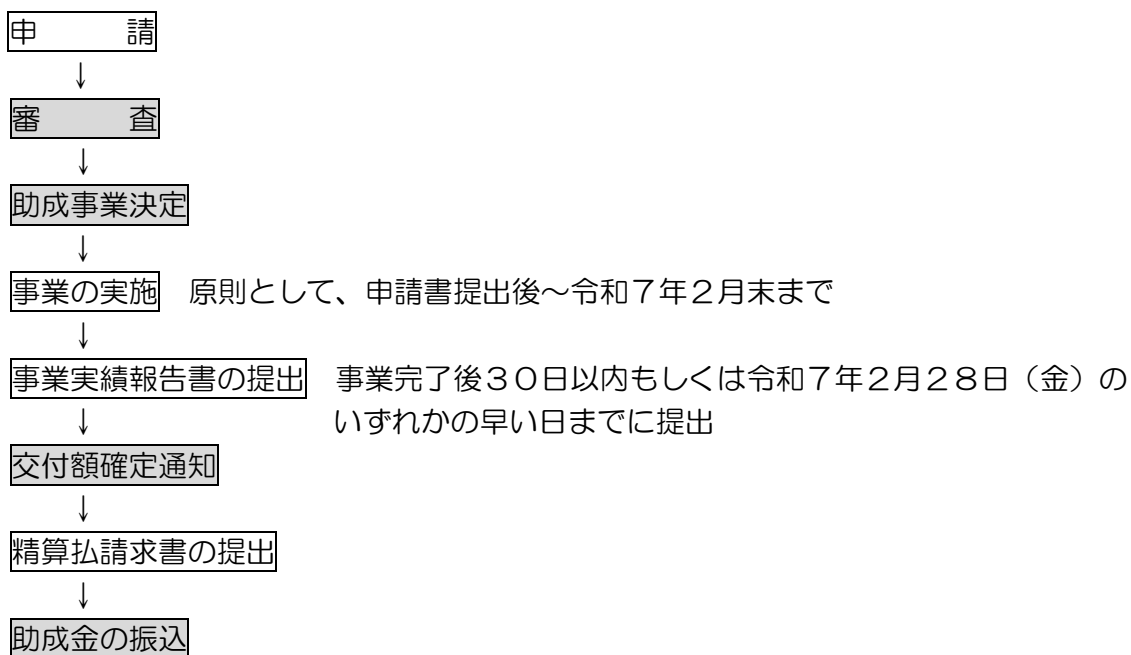 申　　　請
↓
審　　　査
↓
助成事業決定
↓
事業の実施　原則として、申請書提出後～令和７年２月末まで
↓
事業実績報告書の提出　事業完了後３０日以内もしくは令和７年２月２８日（金）の
↓　いずれかの早い日までに提出
交付額確定通知
↓
精算払請求書の提出
↓
助成金の振込